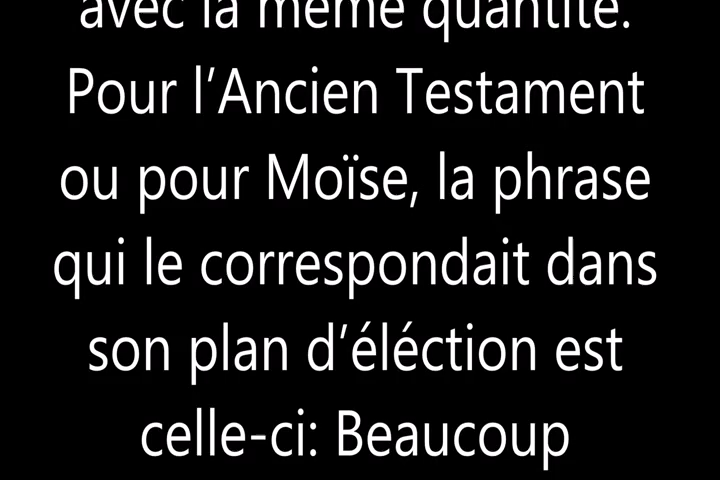 avec la même quantité.
Pour l’Ancien Testament
ou pour Moïse, la phrase
qui le correspondait dans
son plan d’éléction est
celle-ci: Beaucoup